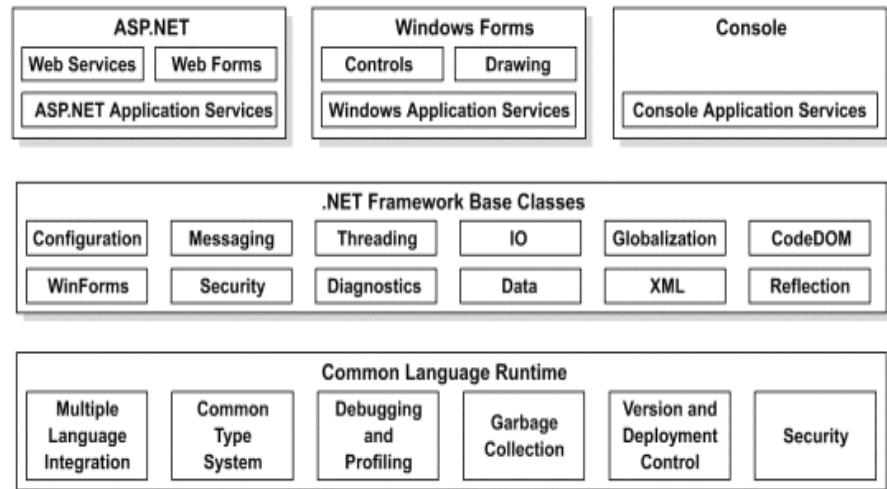 ASP.NET
Web Services
Web Forms
ASP.NET Application Services
Windows Forms
Controls
Drawing
Windows Application Services
Console
Console Application Services
.NET Framework Base Classes
Configuration
Messaging
Threading
IO
Globalization
CodeDOM
WinForms
Security
Diagnostics
Data
XML
Reflection
Common Language Runtime
Multiple
Language
Integration
Common
Type
System
Debugging
and
Profiling
Garbage
Collection
Version and
Deployment
Control
Security